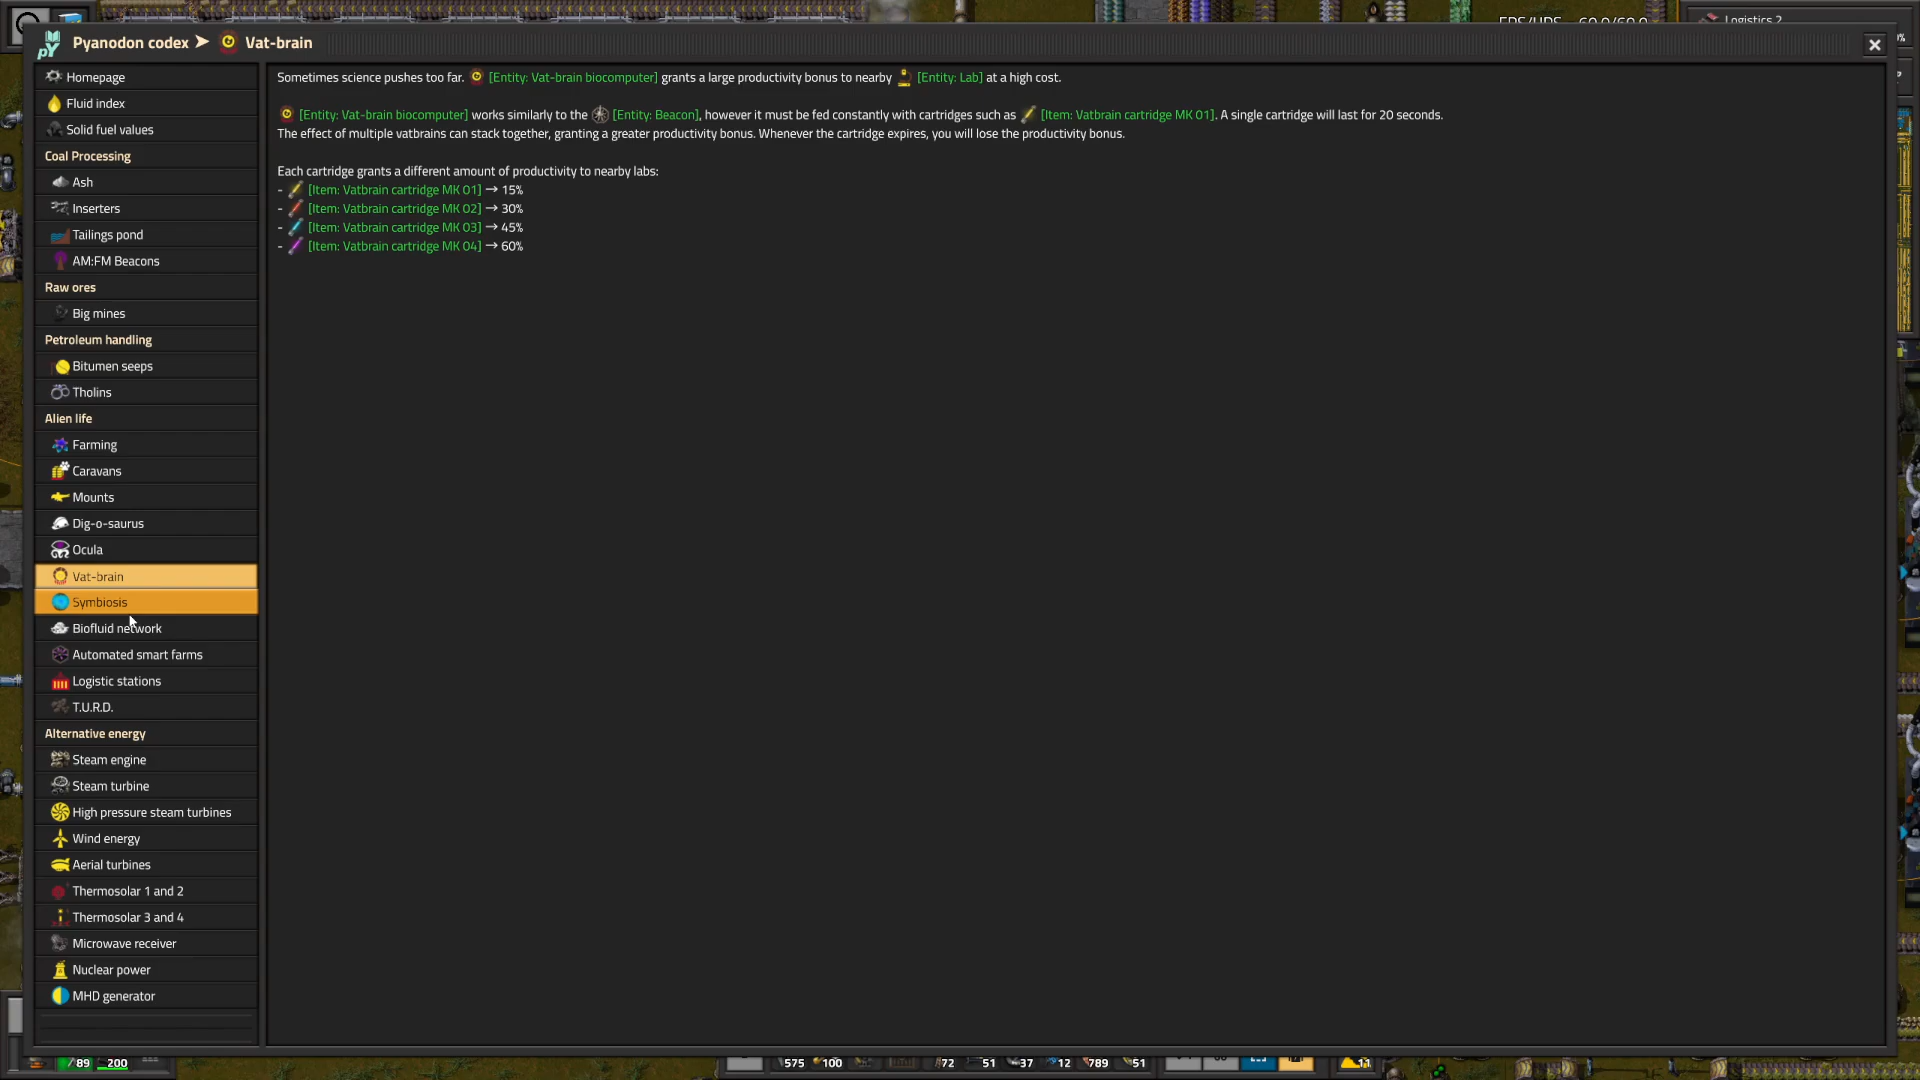 EPS/UPS 60.0/60.0
Logistics 2
Pyanodon codex ➤ Vat-brain
Homepage
Fluid index
Solid fuel values
Coal Processing
Ash
Inserters
Tailings pond
AM:FM Beacons
Raw ores
Big mines
Petroleum handling
Bitumen seeps
Tholins
Alien life
Farming
Caravans
Mounts
Dig-o-saurus
Ocula
Vat-brain
Symbiosis
Biofluid network
Automated smart farms
Logistic stations
T.U.R.D.
Alternative energy
Steam engine
Steam turbine
High pressure steam turbines
Wind energy
Aerial turbines
Thermosolar 1 and 2
Thermosolar 3 and 4
Microwave receiver
Nuclear power
MHD generator
Sometimes science pushes too far. [Entity: Vat-brain biocomputer] grants a large productivity bonus to nearby [Entity: Lab] at a high cost.
[Entity: Vat-brain biocomputer] works similarly to the [Entity: Beacon], however it must be fed constantly with cartridges such as [Item: Vatbrain cartridge MK 01]. A single cartridge will last for 20 seconds.
The effect of multiple vatbrains can stack together, granting a greater productivity bonus. Whenever the cartridge expires, you will lose the productivity bonus.
Each cartridge grants a different amount of productivity to nearby labs:
- [Item: Vatbrain cartridge MK 01] → 15%
- [Item: Vatbrain cartridge MK 02] → 30%
- [Item: Vatbrain cartridge MK 03] → 45%
- [Item: Vatbrain cartridge MK 04] → 60%
89 200 575 100 72 51 37 12 789 51 11